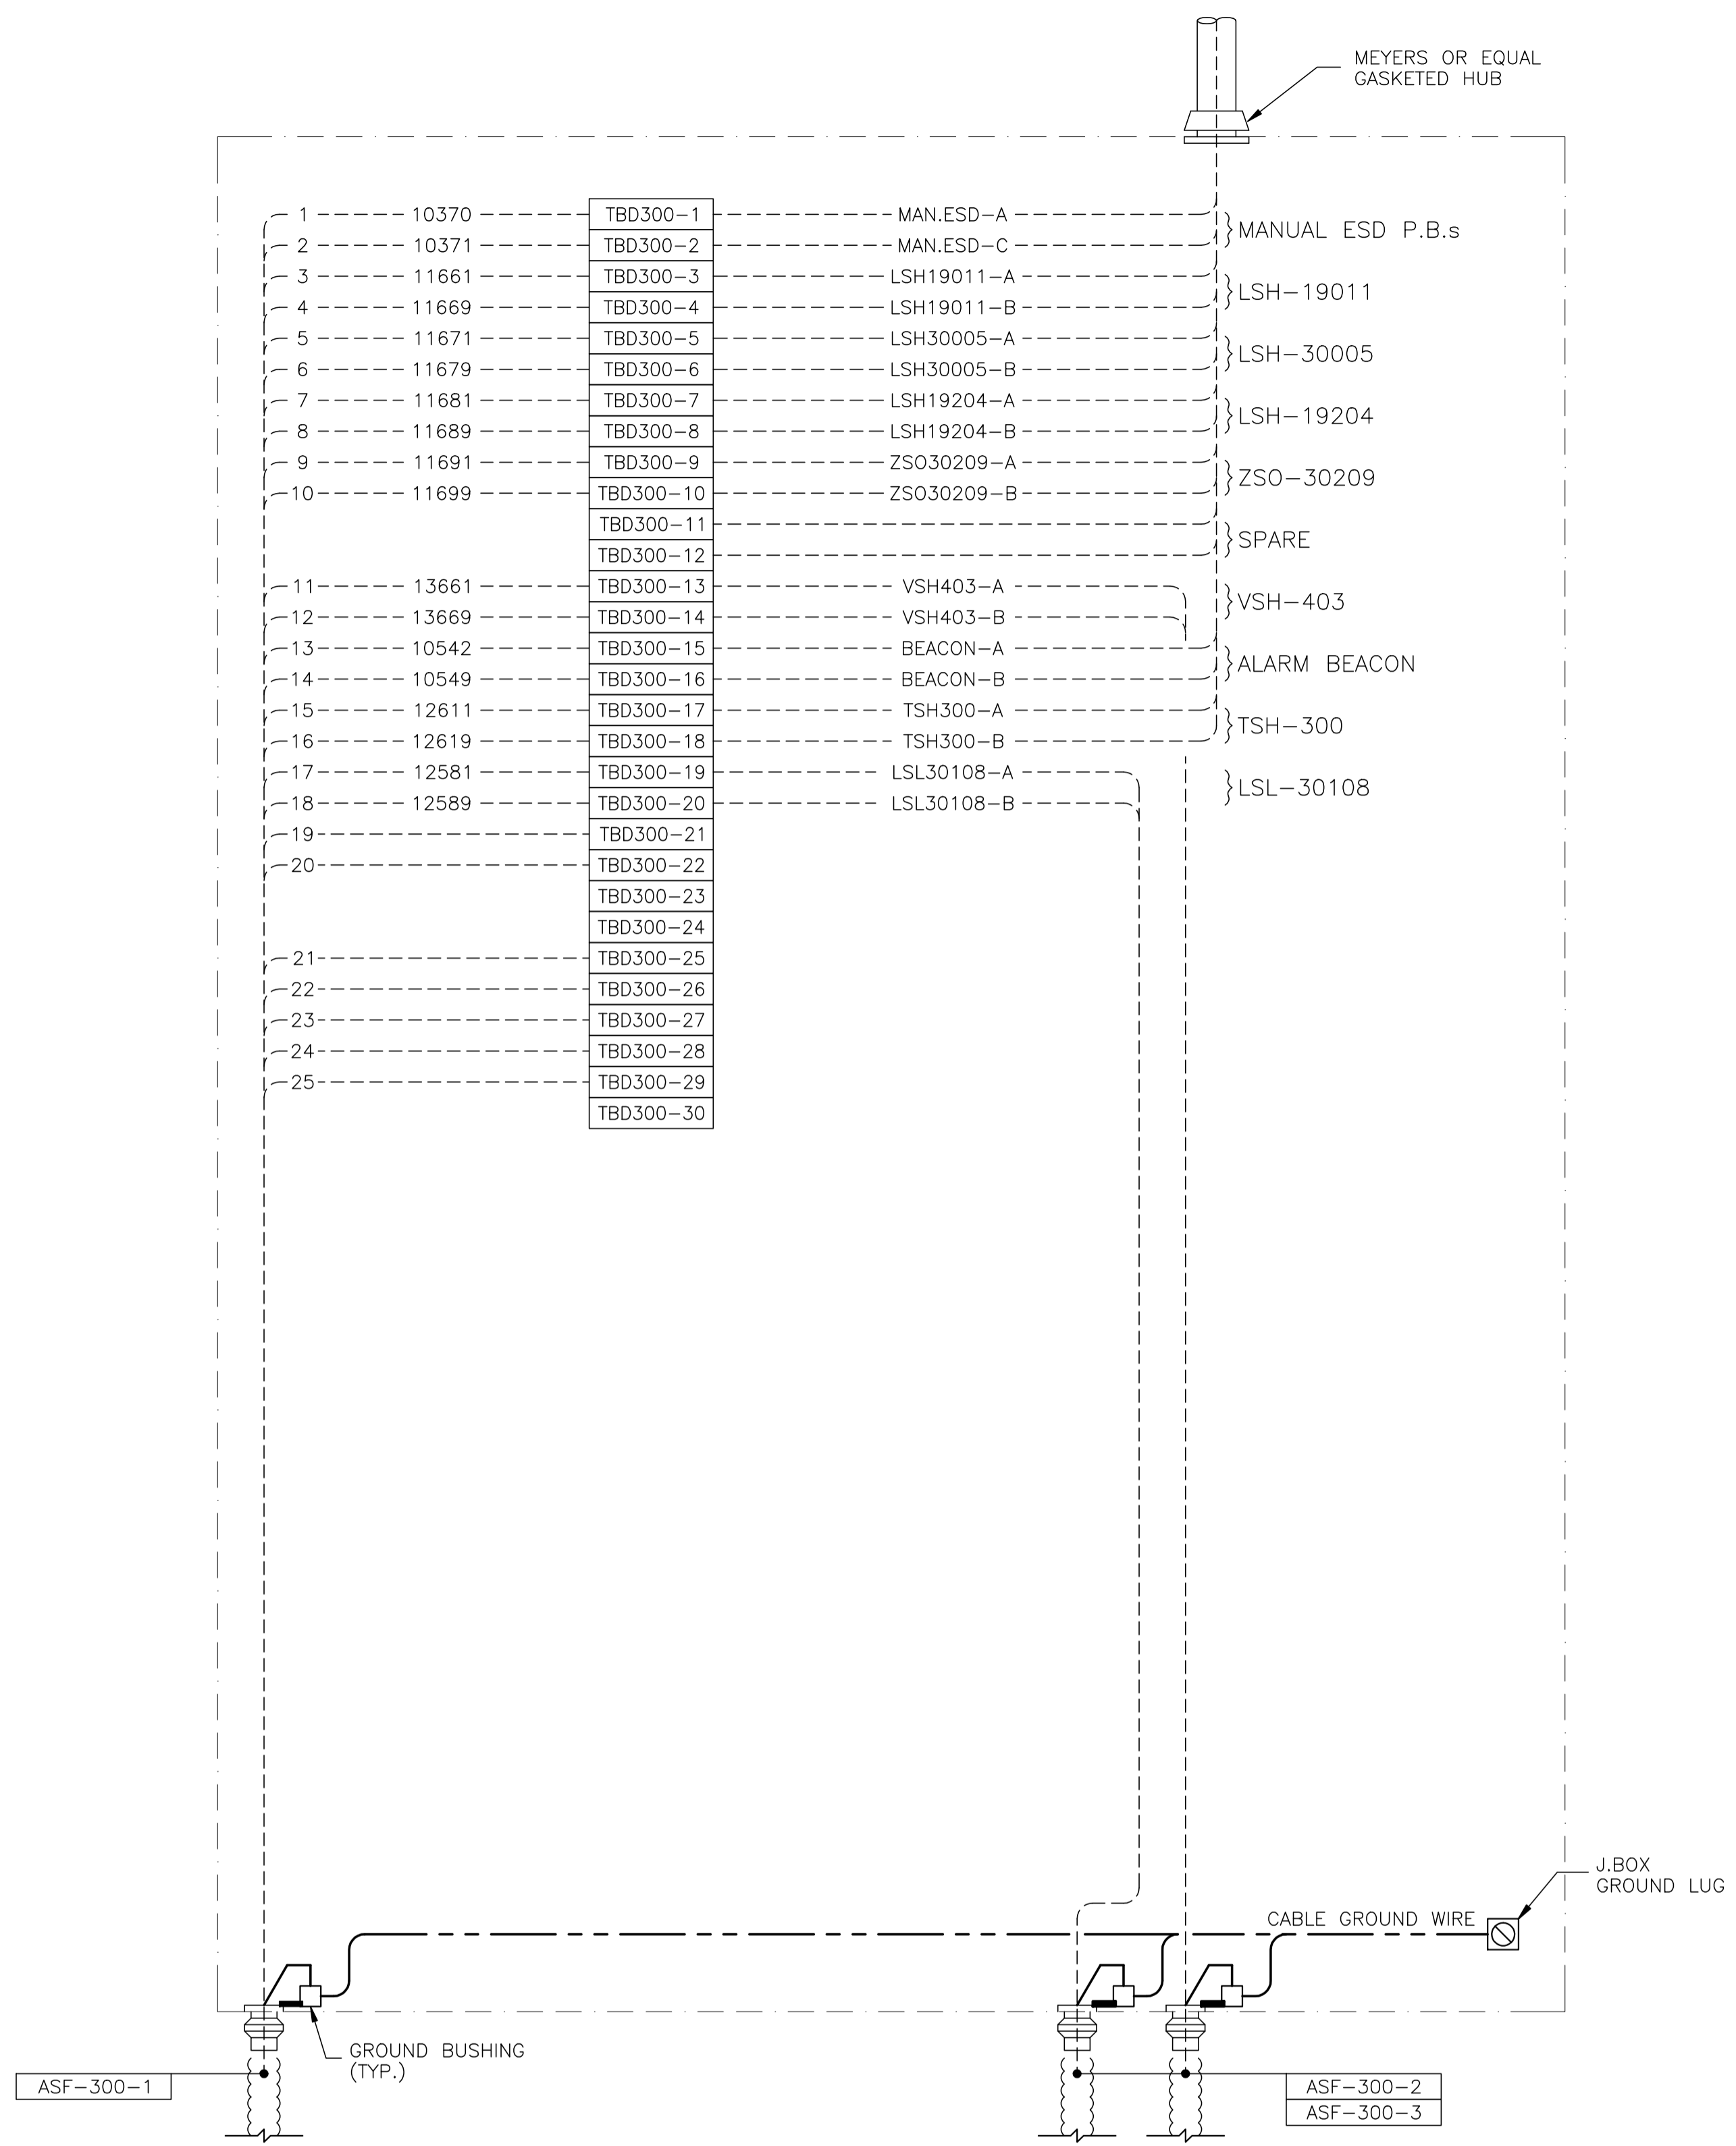 MEYERS OR EQUAL
GASKETED HUB
1 10370 TBD300-1 MAN.ESD-A
MANUAL ESD P.B.s
2 10371 TBD300-2 MAN.ESD-C
3 11661 TBD300-3 LSH19011-A
LSH-19011
4 11669 TBD300-4 LSH19011-B
5 11671 TBD300-5 LSH30005-A
LSH-30005
6 11679 TBD300-6 LSH30005-B
7 11681 TBD300-7 LSH19204-A
LSH-19204
8 11689 TBD300-8 LSH19204-B
9 11691 TBD300-9 ZSO30209-A
ZSO-30209
10 11699 TBD300-10 ZSO30209-B
TBD300-11
SPARE
TBD300-12
11 13661 TBD300-13 VSH403-A
VSH-403
12 13669 TBD300-14 VSH403-B
13 10542 TBD300-15 BEACON-A
ALARM BEACON
14 10549 TBD300-16 BEACON-B
15 12611 TBD300-17 TSH300-A
TSH-300
16 12619 TBD300-18 TSH300-B
17 12581 TBD300-19 LSL30108-A
LSL-30108
18 12589 TBD300-20 LSL30108-B
19 TBD300-21
20 TBD300-22
TBD300-23
TBD300-24
21 TBD300-25
22 TBD300-26
23 TBD300-27
24 TBD300-28
25 TBD300-29
TBD300-30
J.BOX
GROUND LUG
CABLE GROUND WIRE
GROUND BUSHING
(TYP.)
ASF-300-1
ASF-300-2
ASF-300-3